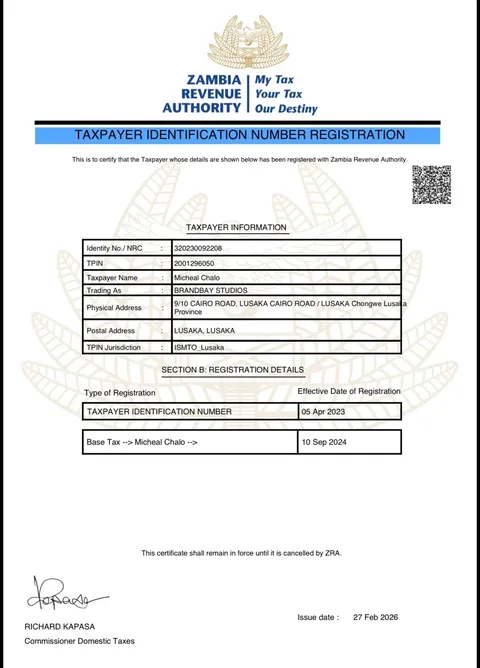 ZAMBIA
REVENUE
AUTHORITY
My Tax
Your Tax
Our Destiny
TAXPAYER IDENTIFICATION NUMBER REGISTRATION
This is to certify that the Taxpayer whose details are shown below has been registered with Zambia Revenue Authority.
TAXPAYER INFORMATION
Identity No./ NRC : 320230092208
TPIN : 2001296050
Taxpayer Name : Micheal Chalo
Trading As : BRANDBAY STUDIOS
Physical Address : 9/10 CAIRO ROAD, LUSAKA CAIRO ROAD / LUSAKA Chongwe Lusaka
Province
Postal Address : LUSAKA, LUSAKA
TPIN Jurisdiction : ISMTO_Lusaka
SECTION B: REGISTRATION DETAILS
Type of Registration Effective Date of Registration
TAXPAYER IDENTIFICATION NUMBER 05 Apr 2023
Base Tax --> Micheal Chalo --> 10 Sep 2024
This certificate shall remain in force until it is cancelled by ZRA.
Kapasa
Issue date : 27 Feb 2026
RICHARD KAPASA
Commissioner Domestic Taxes